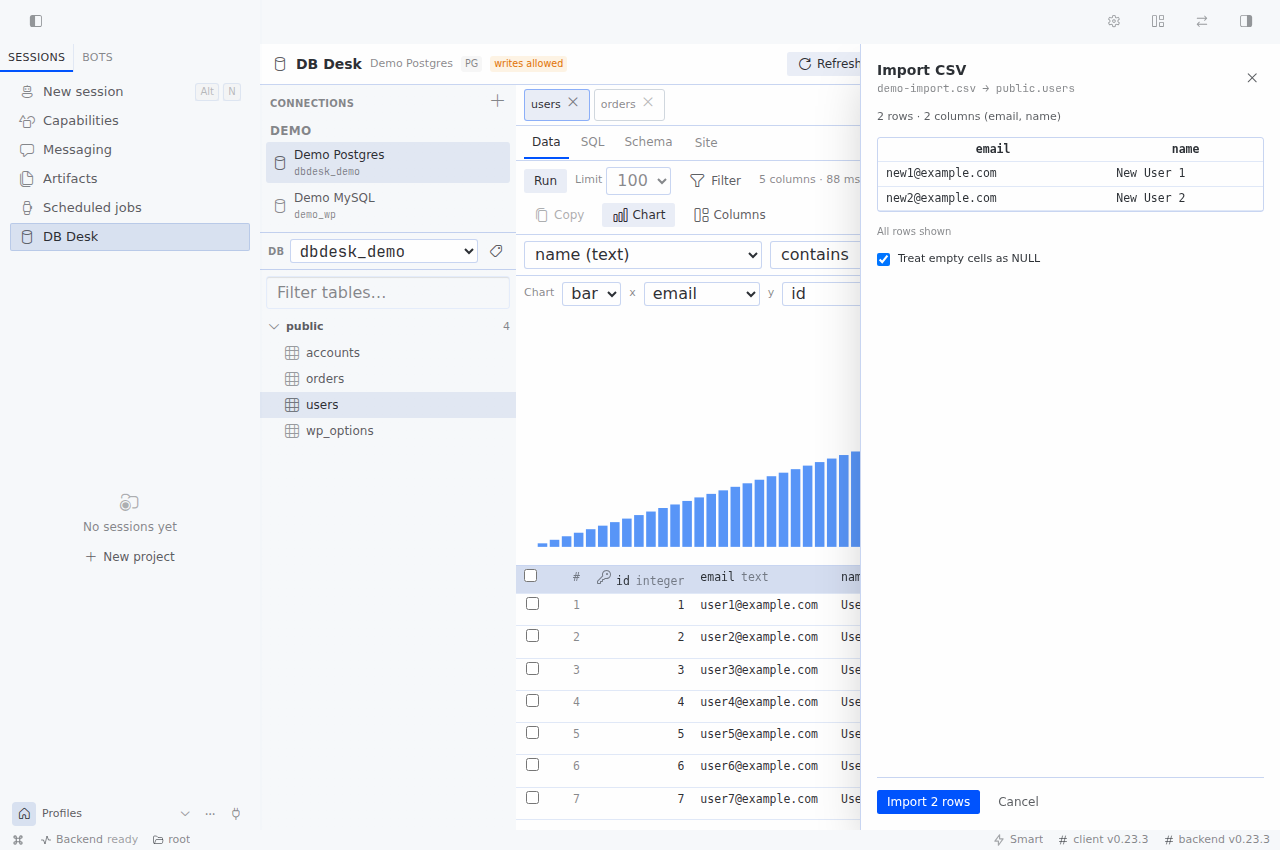 SESSIONS BOTS
New session Alt N
Capabilities
Messaging
Artifacts
Scheduled jobs
DB Desk
No sessions yet
New project
Profiles
DB Desk Demo Postgres PG writes allowed Refresh
CONNECTIONS
DEMO
Demo Postgres
dbdesk_demo
Demo MySQL
demo_wp
DB dbdesk_demo
Filter tables...
public 4
accounts
orders
users
wp_options
users orders
Data SQL Schema Site
Run Limit 100 Filter 5 columns · 88 ms
Copy Chart Columns
name (text) contains
Chart bar x email y id
# id integer email text
1 1 user1@example.com Use
2 2 user2@example.com Use
3 3 user3@example.com Use
4 4 user4@example.com Use
5 5 user5@example.com Use
6 6 user6@example.com Use
7 7 user7@example.com Use
Import CSV
demo-import.csv → public.users
2 rows · 2 columns (email, name)
email name
new1@example.com New User 1
new2@example.com New User 2
All rows shown
Treat empty cells as NULL
Import 2 rows Cancel
Backend ready root Smart # client v0.23.3 # backend v0.23.3